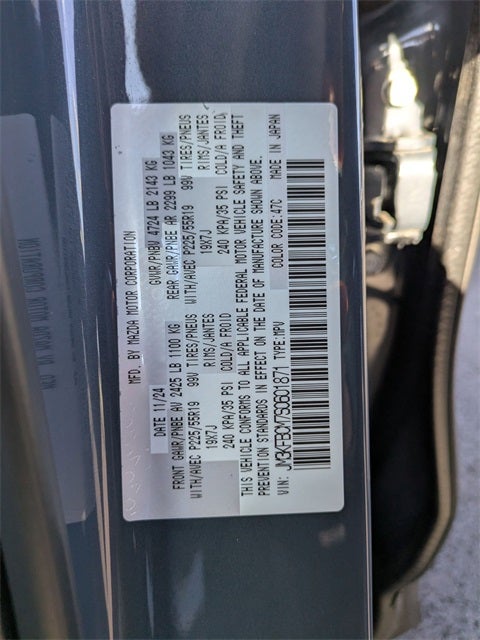 MFD. BY MAZDA MOTOR CORPORATION
DATE 11/24 GVWR/PNBV 4724 LB 2143 KG
FRONT GAWR/PNBE AV 2425 LB 1100 KG REAR GAWR/PNBE AR 2299 LB 1043 KG
WITH/AVEC P225/55R19 99V TIRES/PNEUS WITH/AVEC P225/55R19 99V TIRES/PNEUS
19X7J RIMS/JANTES 19X7J RIMS/JANTES
240 KPA/35 PSI COLD/A FROID 240 KPA/35 PSI COLD/A FROID
THIS VEHICLE CONFORMS TO ALL APPLICABLE FEDERAL MOTOR VEHICLE SAFETY AND THEFT
PREVENTION STANDARDS IN EFFECT ON THE DATE OF MANUFACTURE SHOWN ABOVE.
VIN: JM3KFBCM7S0601871 TYPE:MPV COLOR CODE:47C MADE IN JAPAN